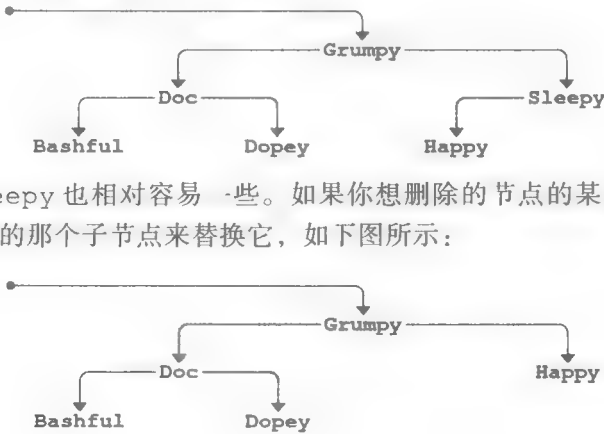 Grumpy
Doc Sleepy
Bashful Dopey Happy
eepy 也相对容易一些。如果你想删除的节点的某
的那个子节点来替换它，如下图所示：
Grumpy
Doc Happy
Bashful Dopey